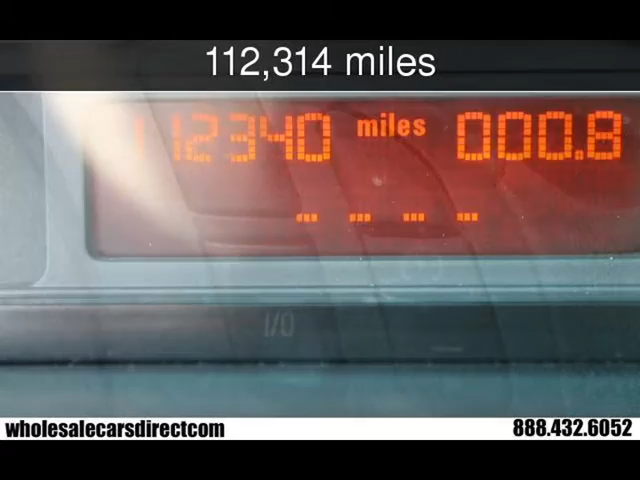 112,314 miles
112340 miles 000.8
- - - -
I/O
wholesalecarsdirectcom 888.432.6052